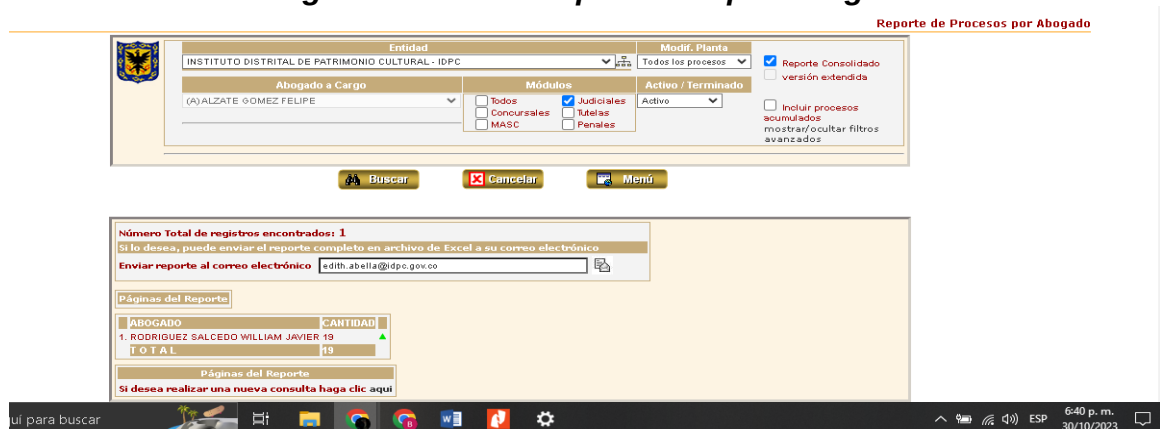 Reporte de Procesos por Abogado
Entidad
Modif. Planta
INSTITUTO DISTRITAL DE PATRIMONIO CULTURAL - IDPC
Todos los procesos
Reporte Consolidado
versión extendida
Abogado a Cargo
Módulos
Activo / Terminado
(A) ALZATE GOMEZ FELIPE
Todos
Judiciales
Activo
Concursales
Tutelas
MASC
Penales
Incluir procesos
acumulados
mostrar/ocultar filtros
avanzados
Buscar
Cancelar
Menú
Número Total de registros encontrados: 1
Si lo desea, puede enviar el reporte completo en archivo de Excel a su correo electrónico
Enviar reporte al correo electrónico edith.abella@idpc.gov.co
Páginas del Reporte
ABOGADO CANTIDAD
1. RODRIGUEZ SALCEDO WILLIAM JAVIER 19
T O T A L 19
Páginas del Reporte
Si desea realizar una nueva consulta haga clic aqui
uí para buscar
ESP
6:40 p. m.
30/10/2023